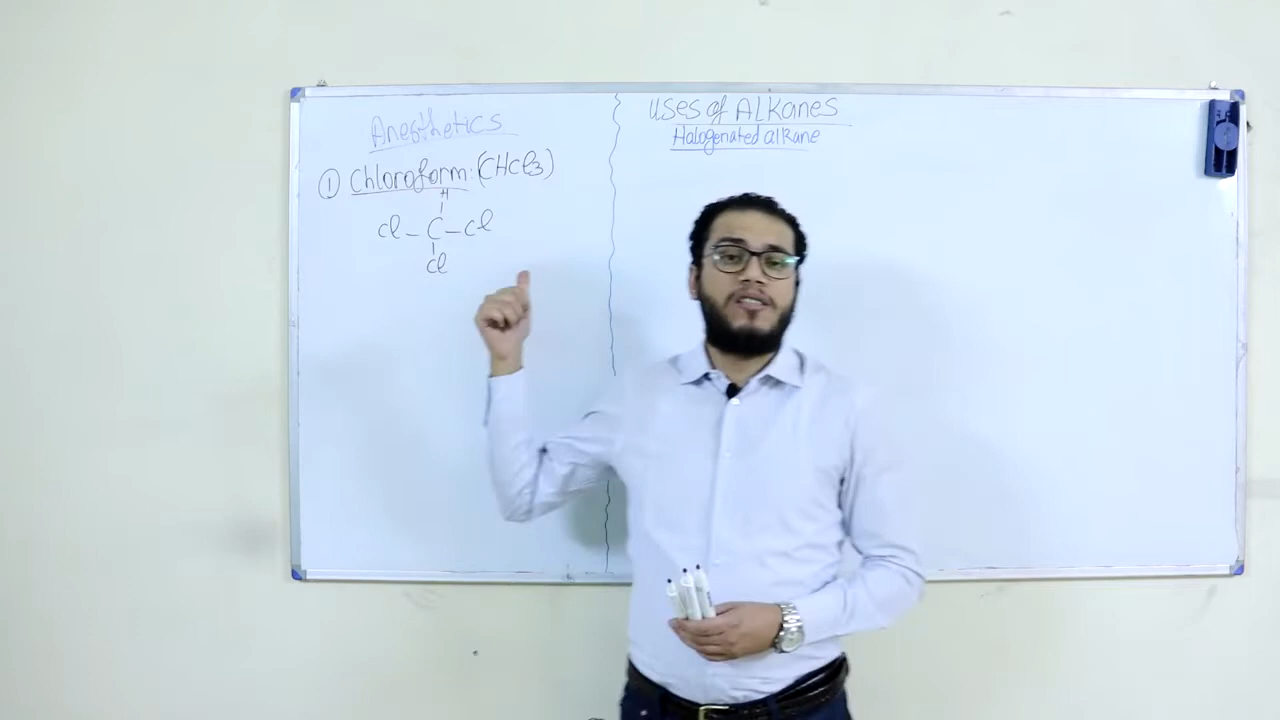 Anesthetics
① Chloroform: (CHCl3)
H
Cl - C - Cl
Cl
Uses of ALKanes
Halogenated alkane